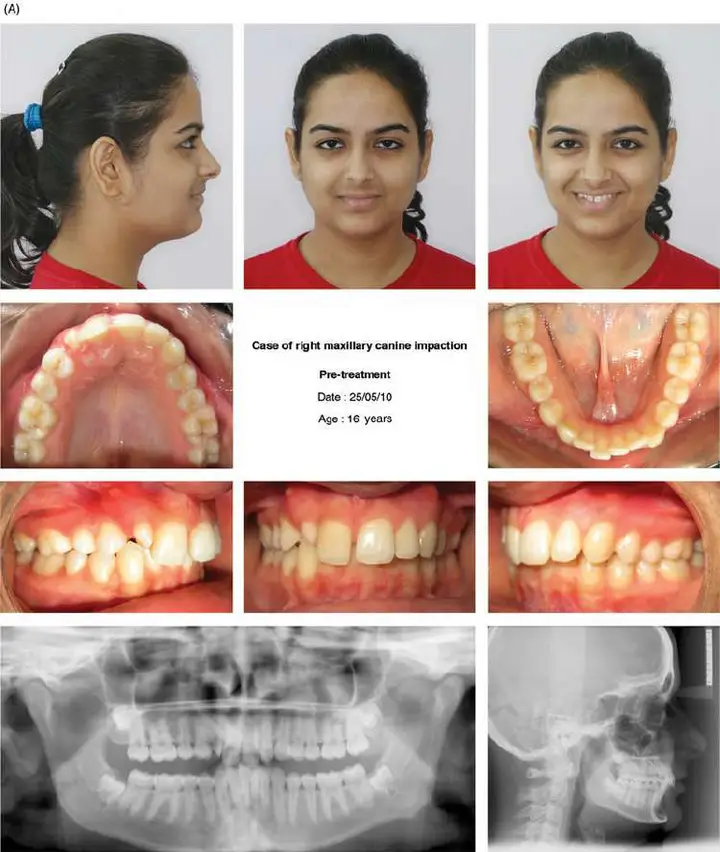 (A)
Case of right maxillary canine impaction
Pre-treatment
Date : 25/05/10
Age : 16 years